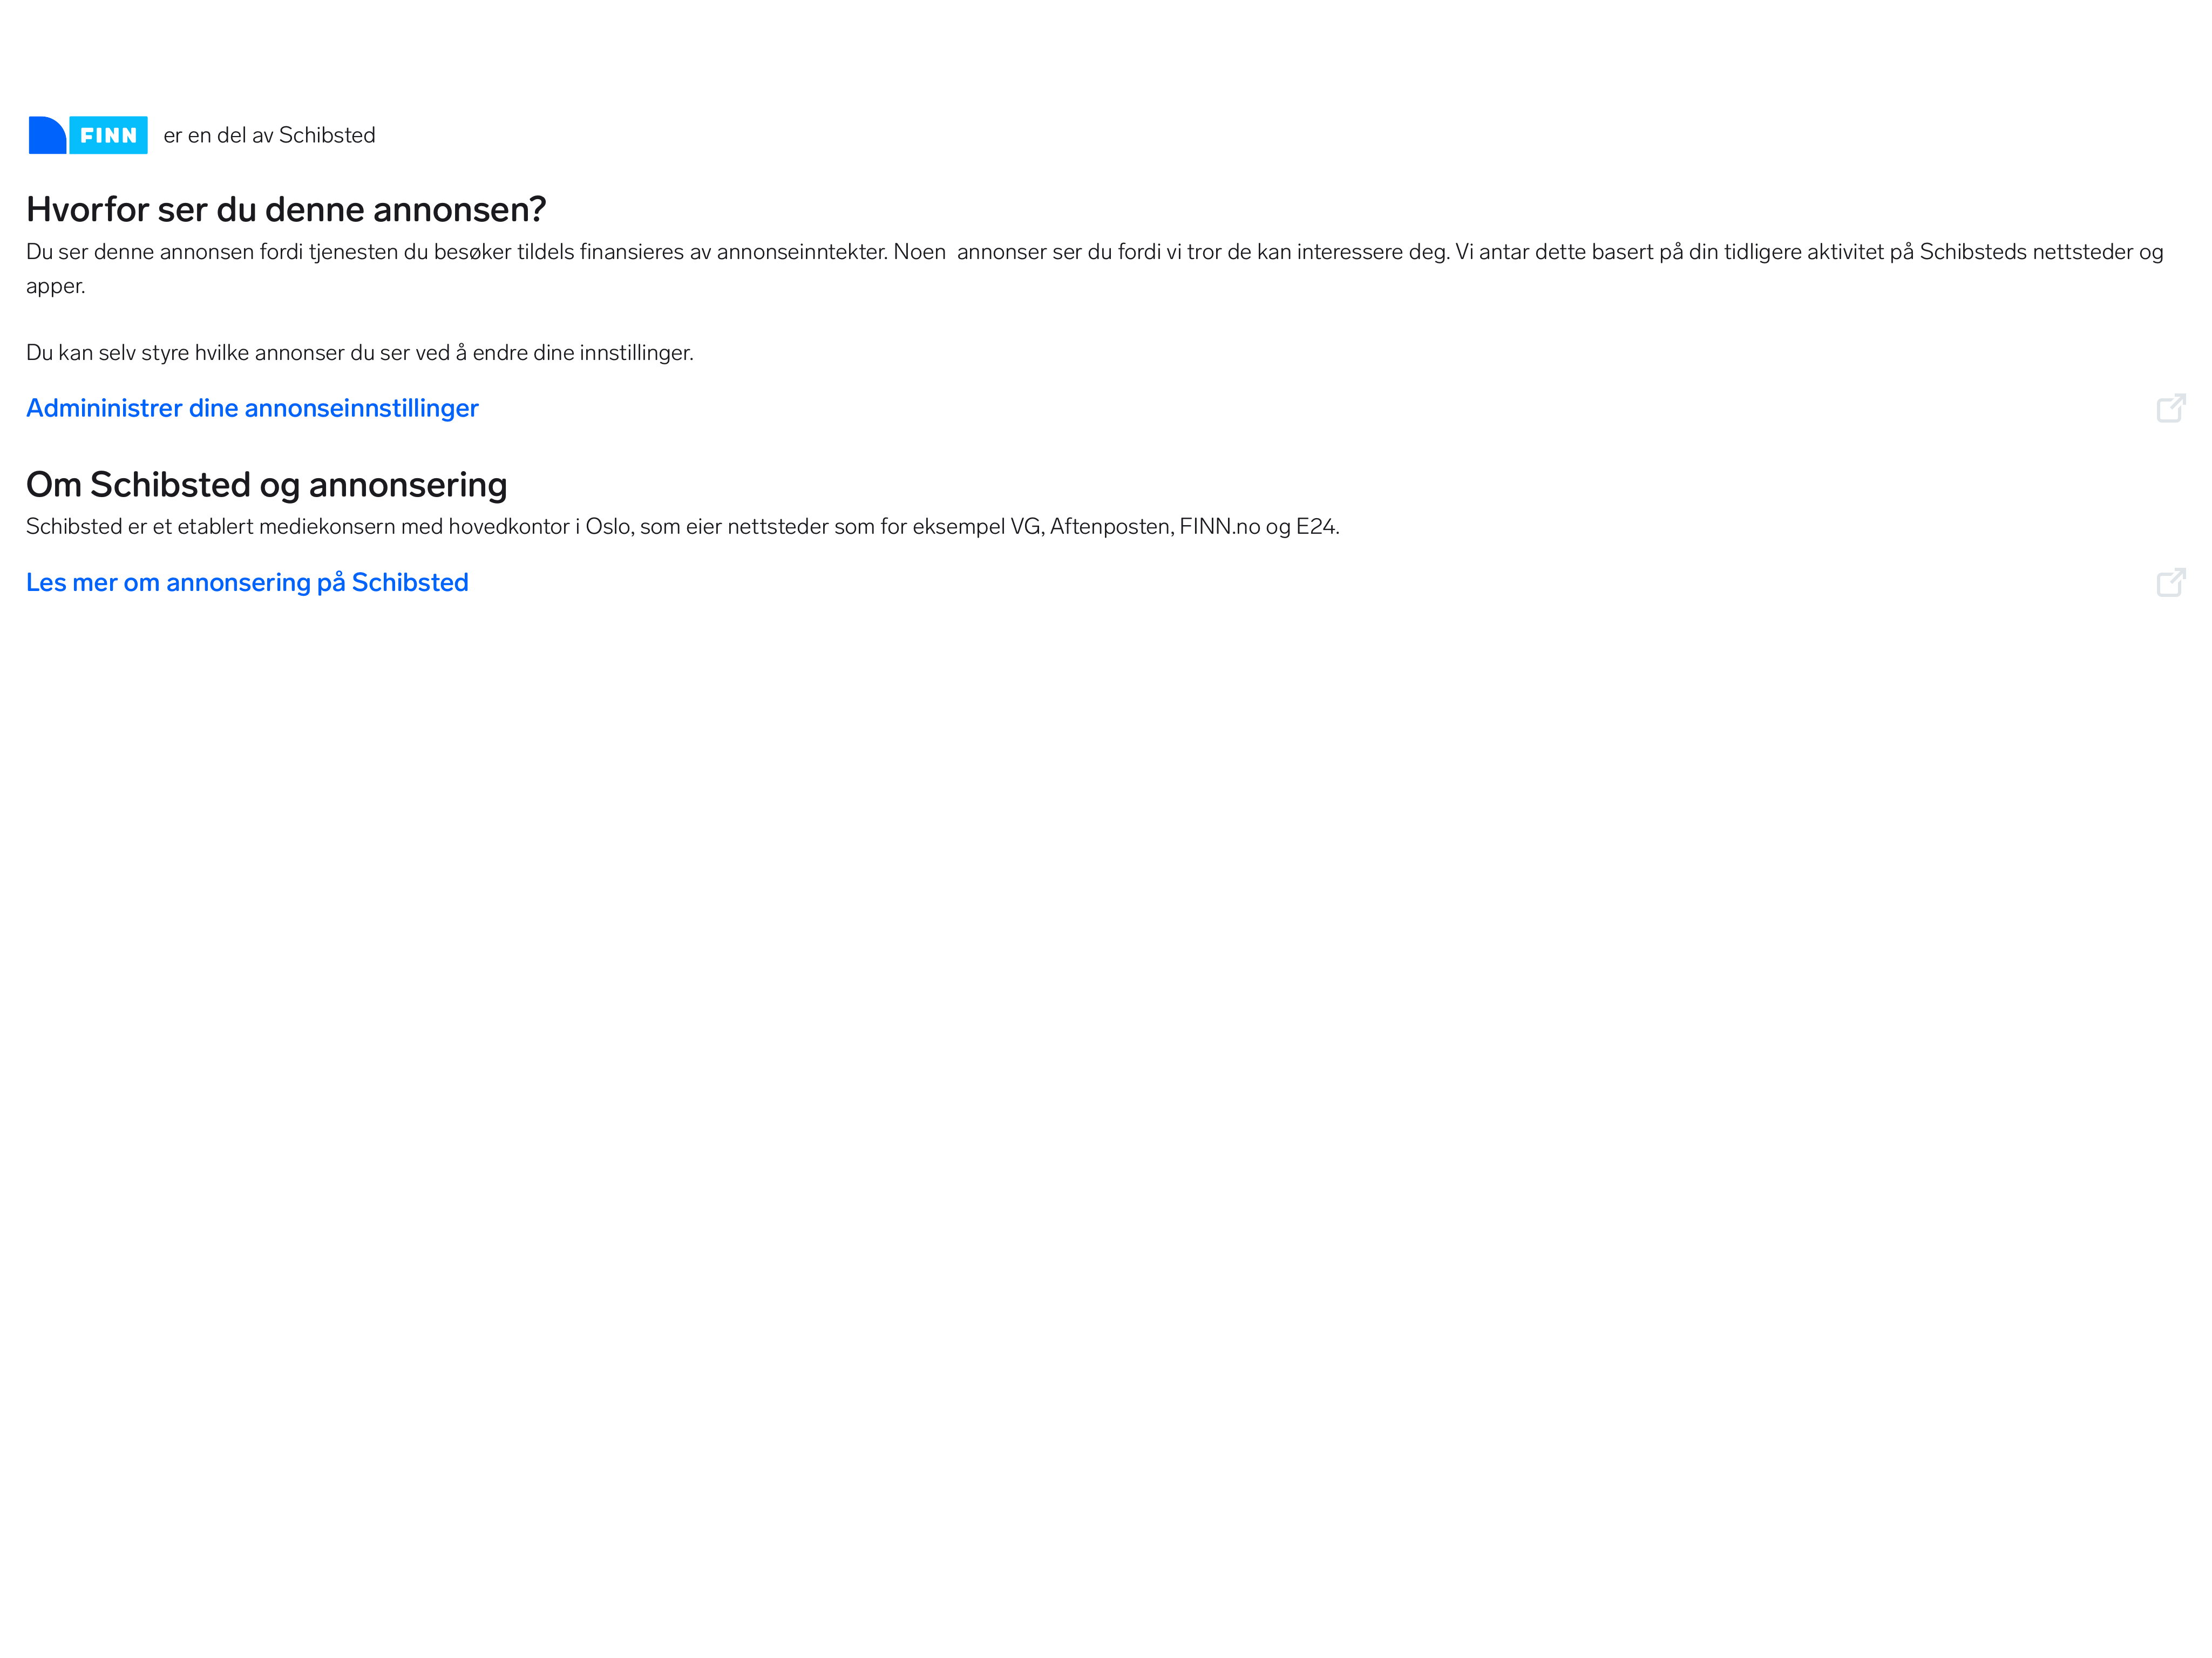 FINN er en del av Schibsted
Hvorfor ser du denne annonsen?
Du ser denne annonsen fordi tjenesten du besøker tildels finansieres av annonseinntekter. Noen  annonser ser du fordi vi tror de kan interessere deg. Vi antar dette basert på din tidligere aktivitet på Schibsteds nettsteder og
apper.
Du kan selv styre hvilke annonser du ser ved å endre dine innstillinger.
Admininistrer dine annonseinnstillinger
Om Schibsted og annonsering
Schibsted er et etablert mediekonsern med hovedkontor i Oslo, som eier nettsteder som for eksempel VG, Aftenposten, FINN.no og E24.
Les mer om annonsering på Schibsted